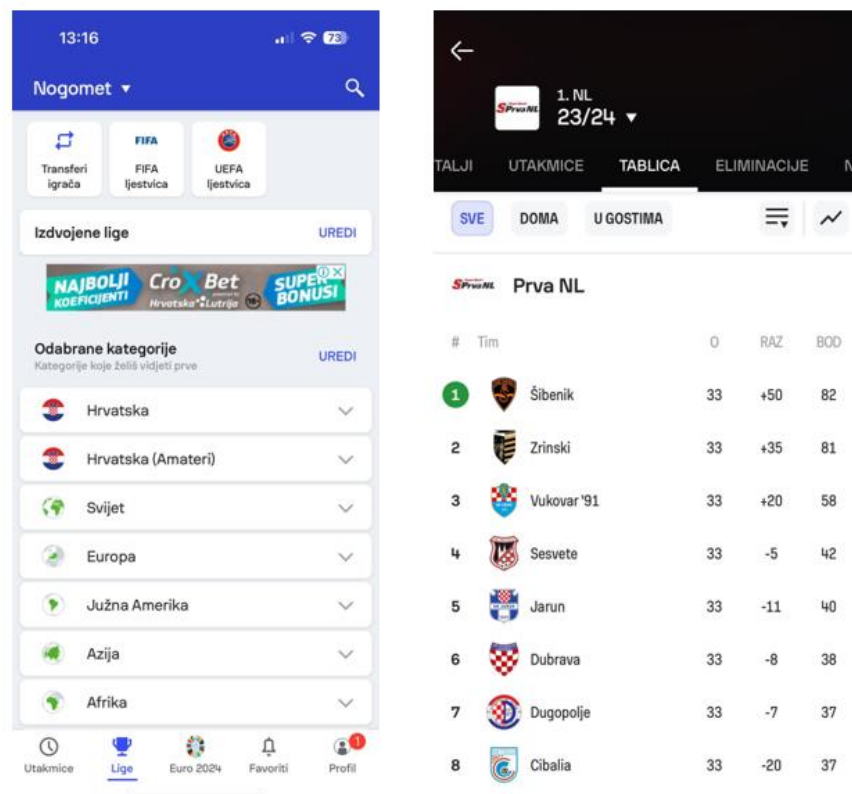 13:16
73
Nogomet
Transferi igrača
FIFA
FIFA ljestvica
UEFA ljestvica
Izdvojene lige UREDI
NAJBOLJI KOEFICIJENTI
CroXBet
Hrvatska Lutrija
18+
SUPER BONUSI
Odabrane kategorije UREDI
Kategorije koje želiš vidjeti prve
Hrvatska
Hrvatska (Amateri)
Svijet
Europa
Južna Amerika
Azija
Afrika
1
Utakmice Lige Euro 2024 Favoriti Profil
SPrvaNL
1. NL
23/24
TALJI UTAKMICE TABLICA ELIMINACIJE N
SVE DOMA U GOSTIMA
SPrvaNL Prva NL
# Tim O RAZ BOD
1 Šibenik 33 +50 82
2 Zrinski 33 +35 81
3 Vukovar '91 33 +20 58
4 Sesvete 33 -5 42
5 Jarun 33 -11 40
6 Dubrava 33 -8 38
7 Dugopolje 33 -7 37
8 Cibalia 33 -20 37